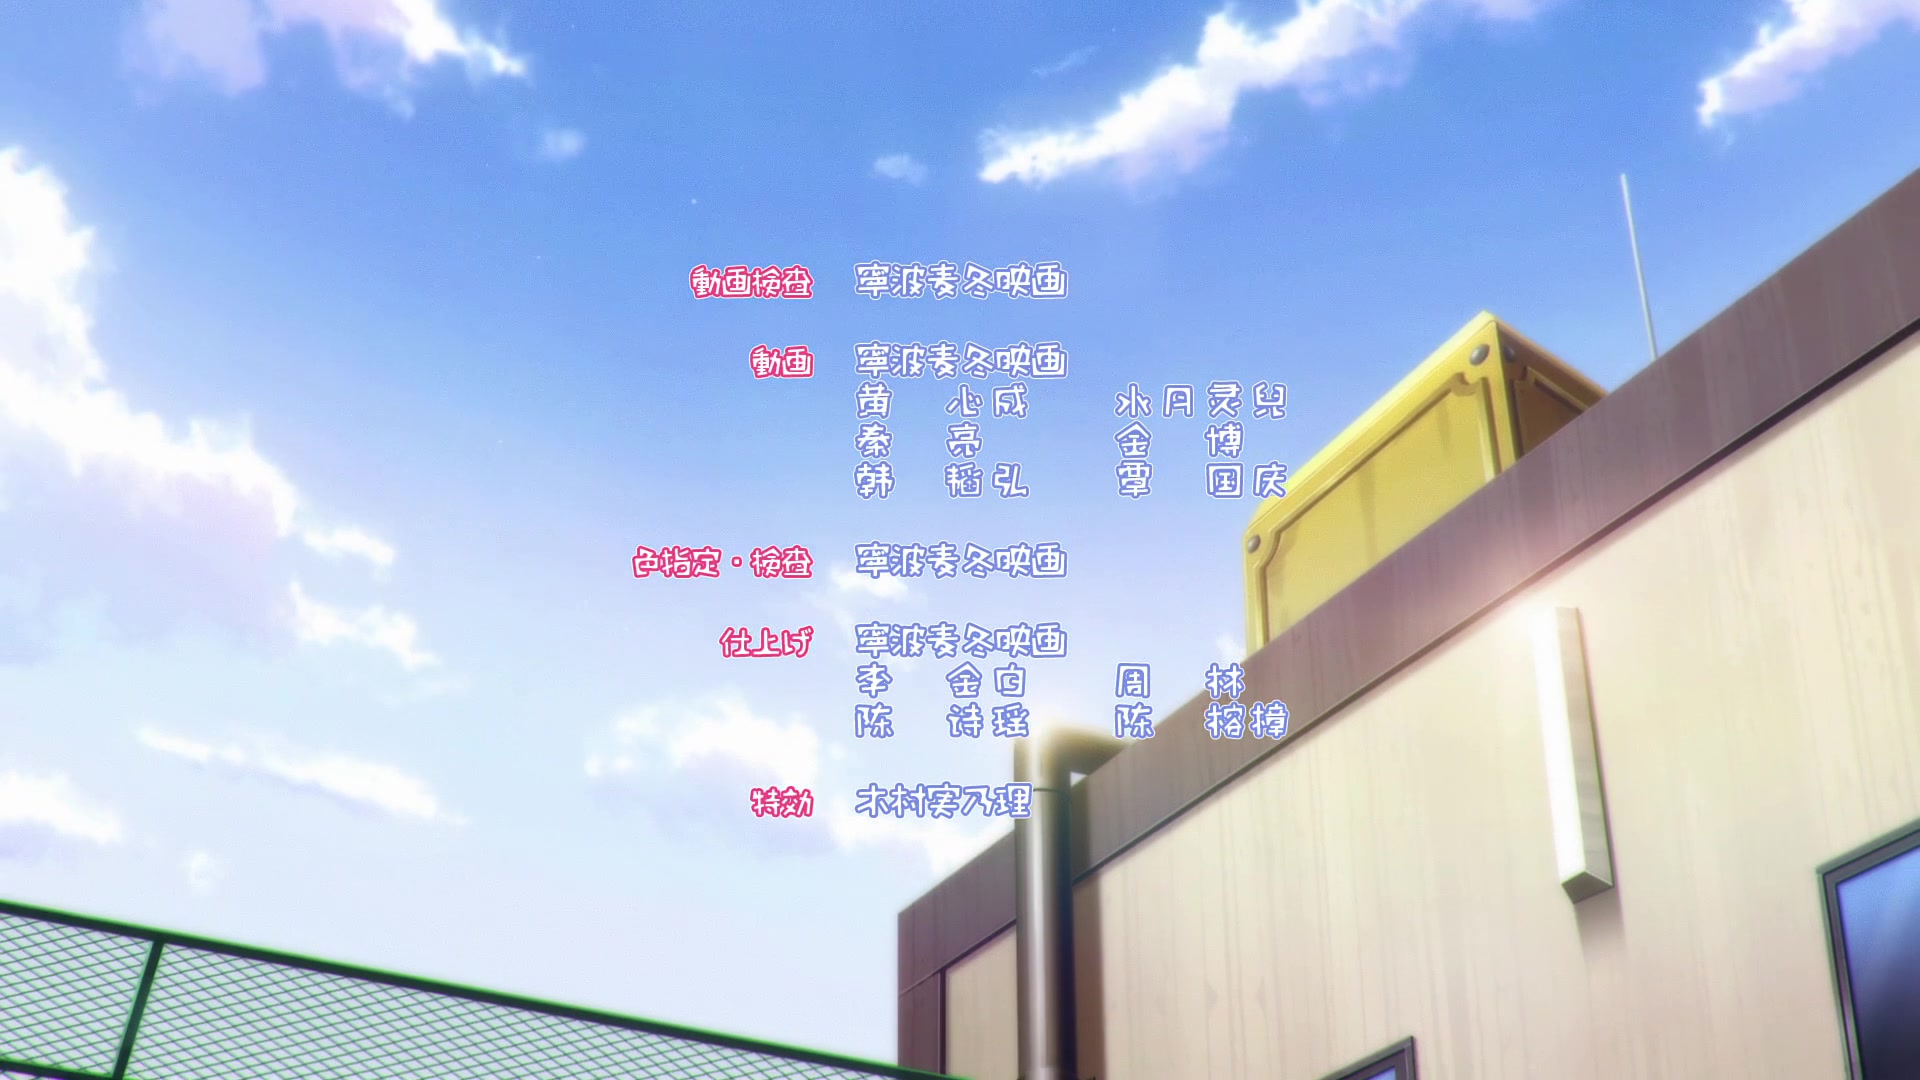 動画検査 寧波麦冬映画
動画 寧波麦冬映画
黄 心成 水月灵兒
秦 亮 金 博
韩 韬弘 覃 国庆
色指定・検査 寧波麦冬映画
仕上げ 寧波麦冬映画
李 金白 周 林
陈 诗瑶 陈 榕樟
特効 木村実乃理